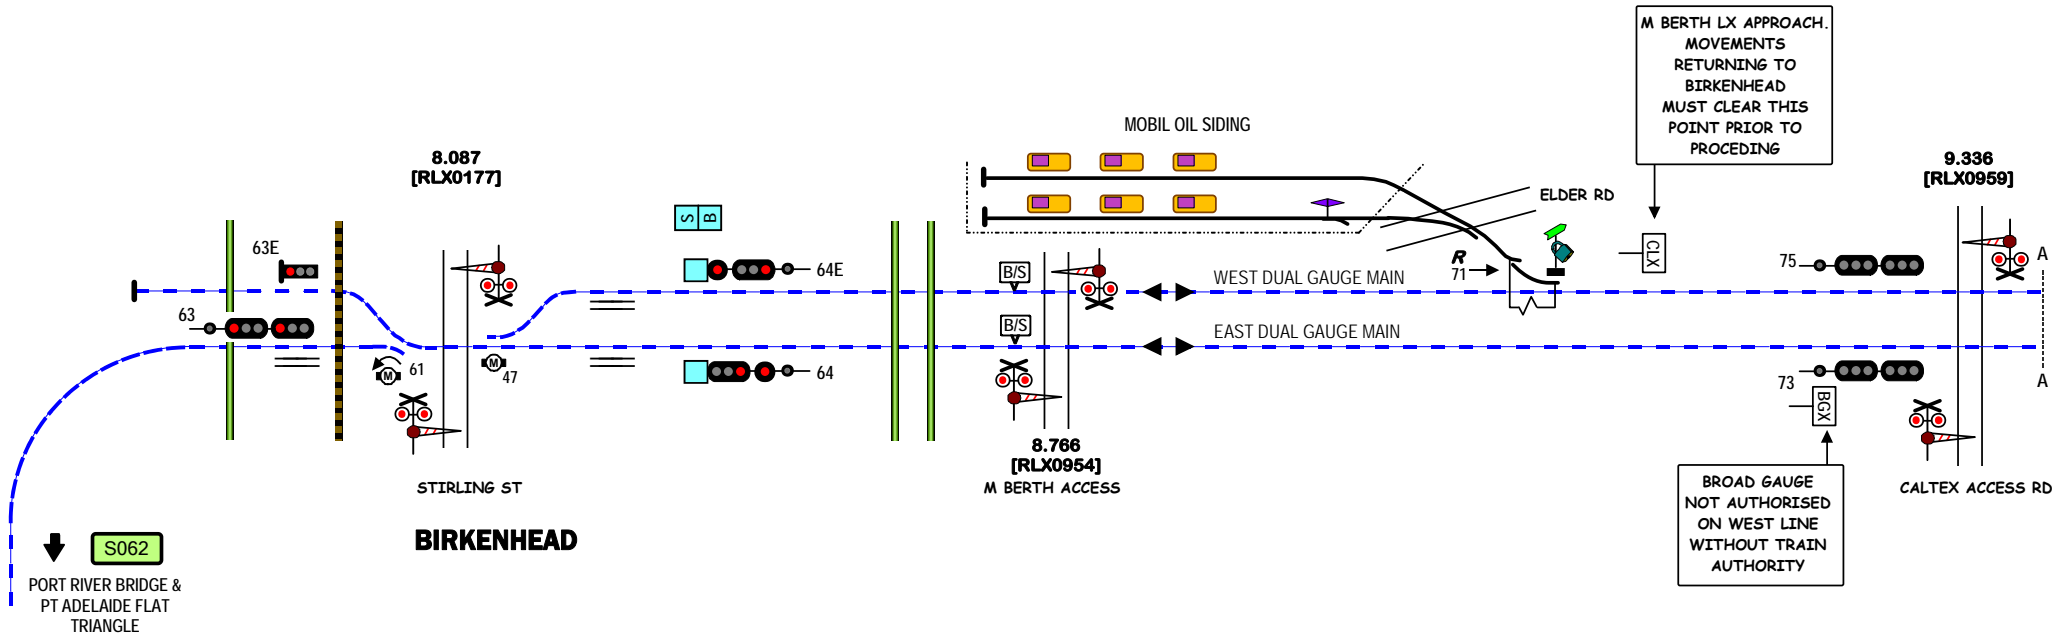 M BERTH LX APPROACH.
MOVEMENTS
RETURNING TO
BIRKENHEAD
MUST CLEAR THIS
POINT PRIOR TO
PROCEDING
MOBIL OIL SIDING
8.087
[RLX0177]
9.336
[RLX0959]
ELDER RD
S
B
63E
64E
B/S
R
71
CLX
75
A
WEST DUAL GAUGE MAIN
63
B/S
EAST DUAL GAUGE MAIN
M
61
M
47
64
73
BGX
A
8.766
[RLX0954]
M BERTH ACCESS
STIRLING ST
CALTEX ACCESS RD
BROAD GAUGE
NOT AUTHORISED
ON WEST LINE
WITHOUT TRAIN
AUTHORITY
BIRKENHEAD
S062
PORT RIVER BRIDGE &
PT ADELAIDE FLAT
TRIANGLE